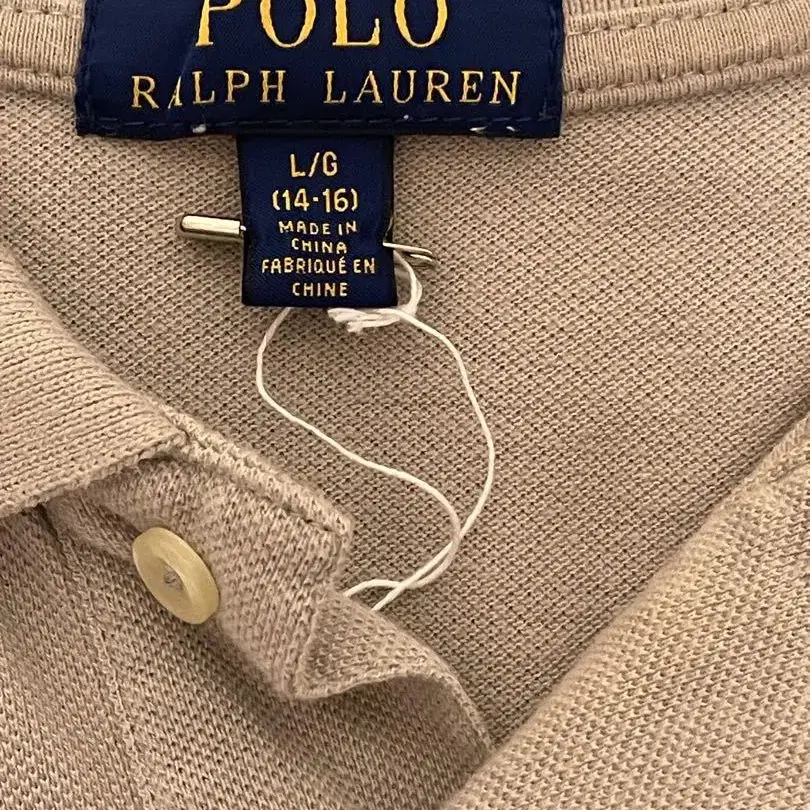 POLO
RALPH LAUREN
L/G
(14-16)
MADE IN
CHINA
FABRIQUÉ EN
CHINE